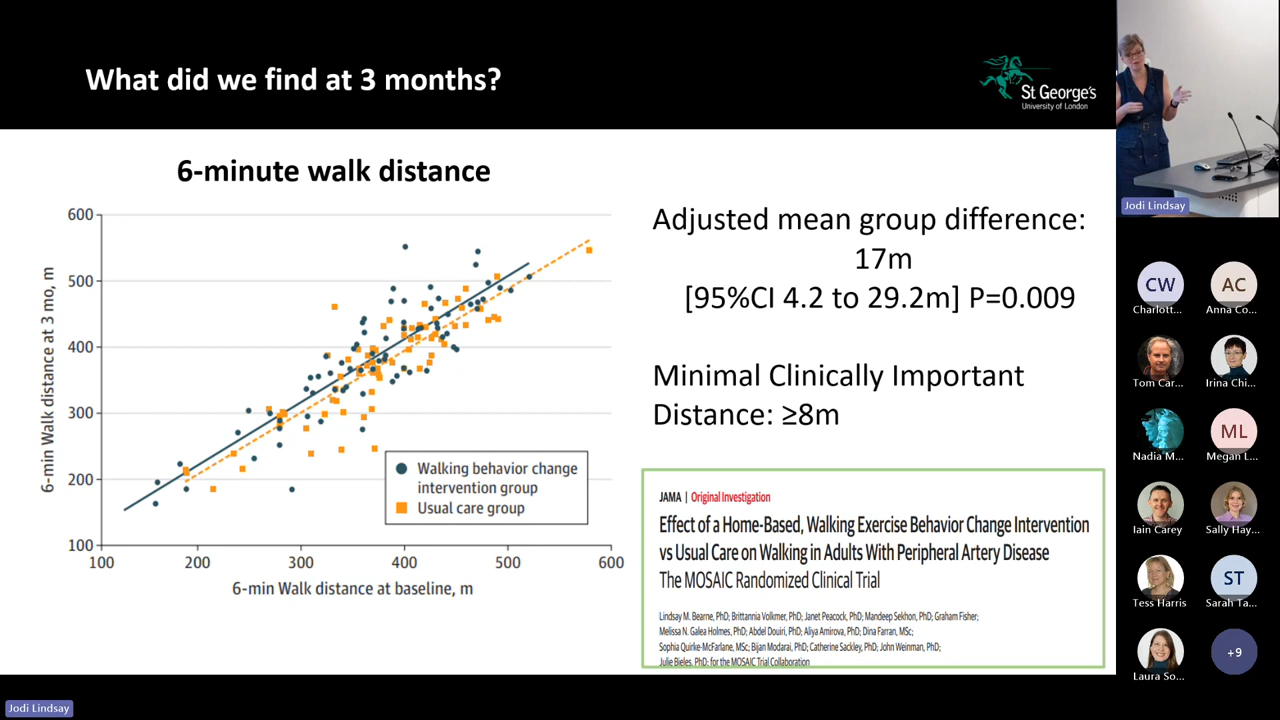 What did we find at 3 months?
St George's
University of London
6-minute walk distance
600
500
400
300
200
100
6-min Walk distance at 3 mo, m
100 200 300 400 500 600
6-min Walk distance at baseline, m
Walking behavior change
intervention group
Usual care group
Adjusted mean group difference:
17m
[95%CI 4.2 to 29.2m] P=0.009
Minimal Clinically Important
Distance: ≥8m
JAMA | Original Investigation
Effect of a Home-Based, Walking Exercise Behavior Change Intervention
vs Usual Care on Walking in Adults With Peripheral Artery Disease
The MOSAIC Randomized Clinical Trial
Lindsay M. Bearne, PhD; Brittannia Volkmer, PhD; Janet Peacock, PhD; Mandeep Sekhon, PhD; Graham Fisher;
Melissa N. Galea Holmes, PhD; Abdel Douiri, PhD; Aliya Amirova, PhD; Dina Farran, MSc;
Sophia Quirke-McFarlane, MSc; Bijan Modarai, PhD; Catherine Sackley, PhD; John Weinman, PhD;
Julie Bieles, PhD; for the MOSAIC Trial Collaboration
Jodi Lindsay
CW
Charlott...
AC
Anna Co...
Tom Car...
Irina Chi...
Nadia M...
ML
Megan L...
Iain Carey
Sally Hay...
Tess Harris
ST
Sarah Ta...
Laura So...
+9
Jodi Lindsay